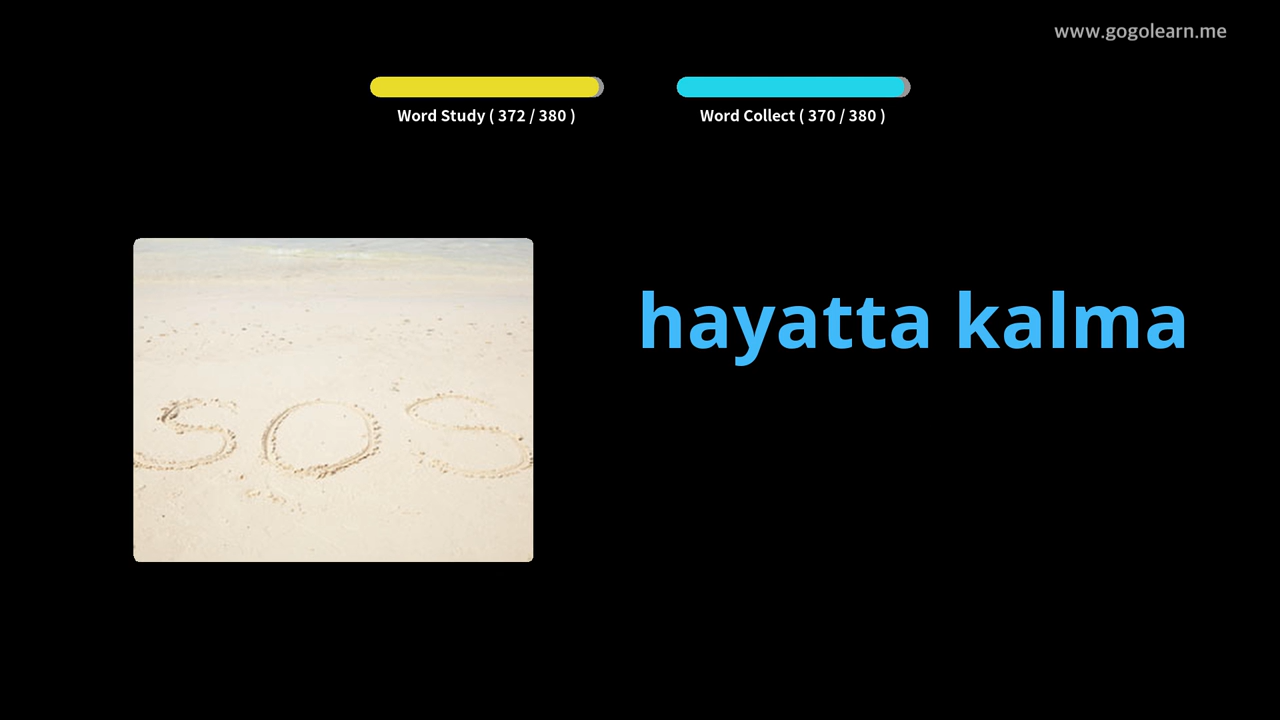 www.gogolearn.me
Word Study ( 372 / 380 )
Word Collect ( 370 / 380 )
hayatta kalma
SOS